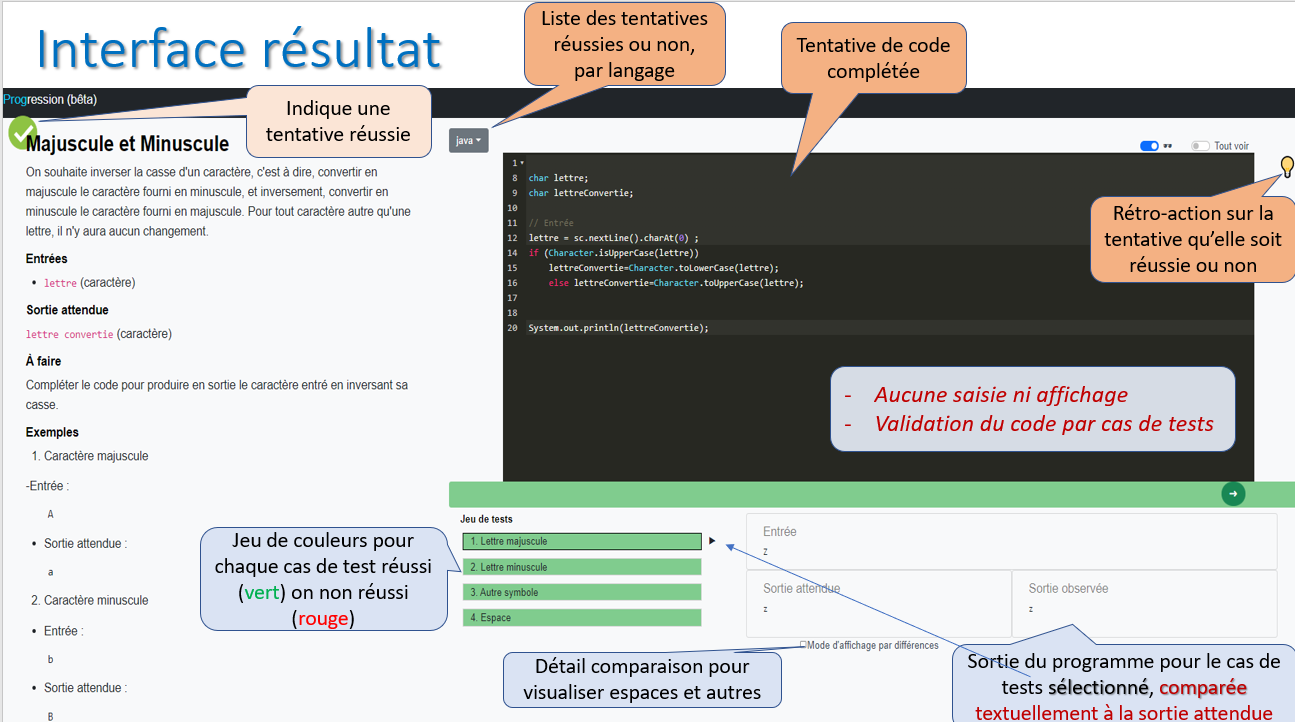 Interface résultat
Liste des tentatives
réussies ou non,
par langage
Tentative de code
complétée
Progression (bêta)
Indique une
tentative réussie
Majuscule et Minuscule
On souhaite inverser la casse d'un caractère, c'est à dire, convertir en
majuscule le caractère fourni en minuscule, et inversement, convertir en
minuscule le caractère fourni en majuscule. Pour tout caractère autre qu'une
lettre, il n'y aura aucun changement.
Entrées
• lettre (caractère)
Sortie attendue
lettre convertie (caractère)
À faire
Compléter le code pour produire en sortie le caractère entré en inversant sa
casse.
Exemples
1. Caractère majuscule
-Entrée :
A
• Sortie attendue :
a
2. Caractère minuscule
• Entrée :
b
• Sortie attendue :
B
java
Tout voir
1
8 char lettre;
9 char lettreConvertie;
10
11 // Entrée
12 lettre = sc.nextLine().charAt(0) ;
14 if (Character.isUpperCase(lettre))
15 lettreConvertie=Character.toLowerCase(lettre);
16 else lettreConvertie=Character.toUpperCase(lettre);
17
18
20 System.out.println(lettreConvertie);
Rétro-action sur la
tentative qu'elle soit
réussie ou non
- Aucune saisie ni affichage
- Validation du code par cas de tests
Jeu de tests
1. Lettre majuscule
2. Lettre minuscule
3. Autre symbole
4. Espace
Jeu de couleurs pour
chaque cas de test réussi
(vert) on non réussi
(rouge)
Entrée
Z
Sortie attendue
z
Sortie observée
z
Mode d'affichage par différences
Détail comparaison pour
visualiser espaces et autres
Sortie du programme pour le cas de
tests sélectionné, comparée
textuellement à la sortie attendue